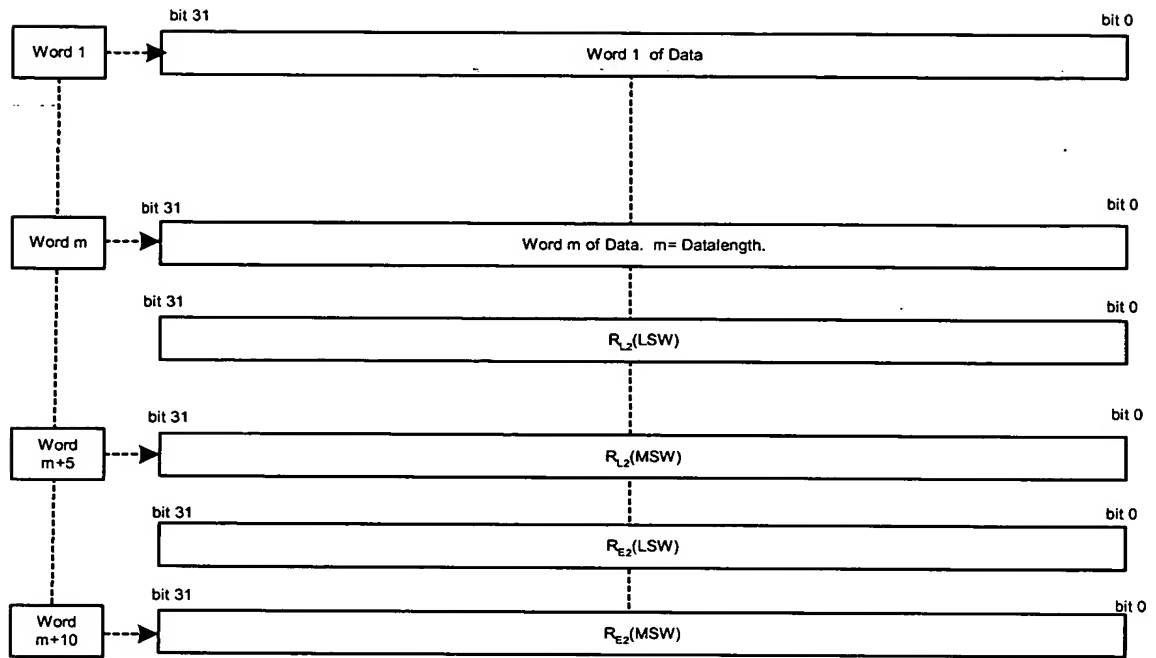 bit 31
bit 0
Word 1
Word 1 of Data
bit 31
bit 0
Word m
Word m of Data. m= Datalength.
bit 31
bit 0
R_L2(LSW)
bit 31
bit 0
Word
m+5
R_L2(MSW)
bit 31
bit 0
R_E2(LSW)
bit 31
bit 0
Word
m+10
R_E2(MSW)